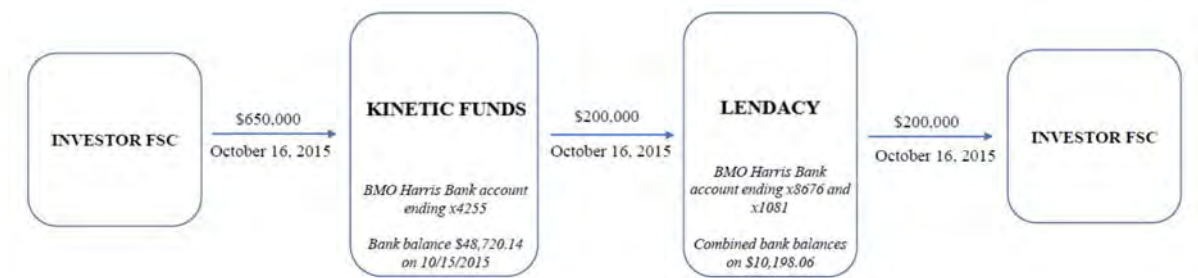 INVESTOR FSC
$650,000
October 16, 2015
KINETIC FUNDS
BMO Harris Bank account
ending x4255
Bank balance $48,720.14
on 10/15/2015
$200,000
October 16, 2015
LENDACY
BMO Harris Bank
account ending x8676 and
x1081
Combined bank balances
on $10,198.06
$200,000
October 16, 2015
INVESTOR FSC